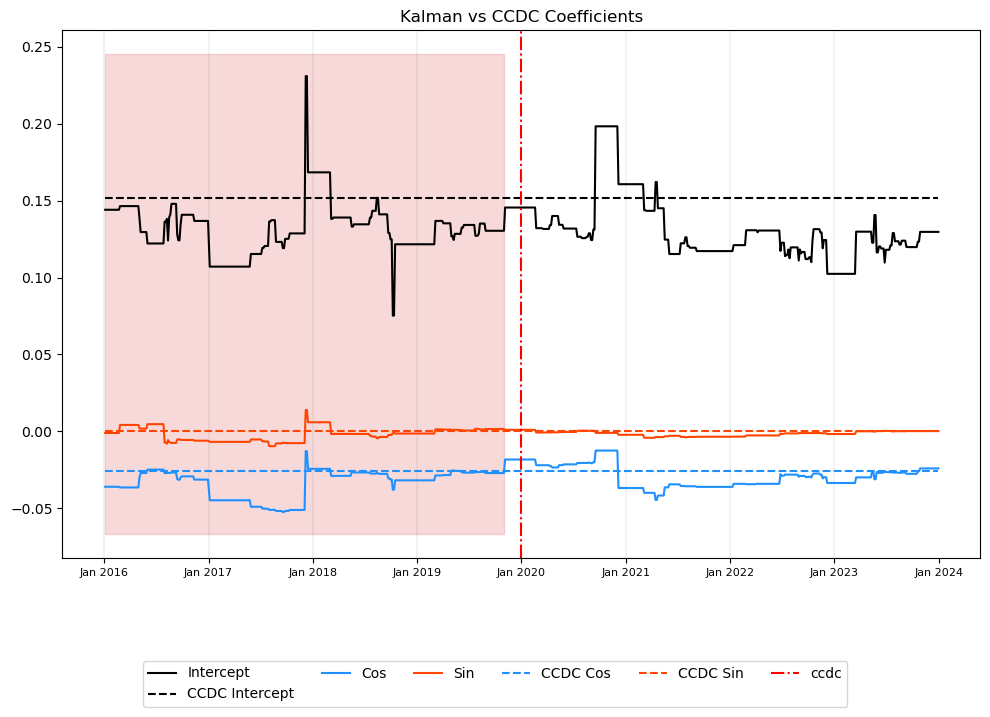 Kalman vs CCDC Coefficients
0.25
0.20
0.15
0.10
0.05
0.00
−0.05
Jan 2016 Jan 2017 Jan 2018 Jan 2019 Jan 2020 Jan 2021 Jan 2022 Jan 2023 Jan 2024
Intercept Cos Sin CCDC Cos CCDC Sin ccdc
CCDC Intercept